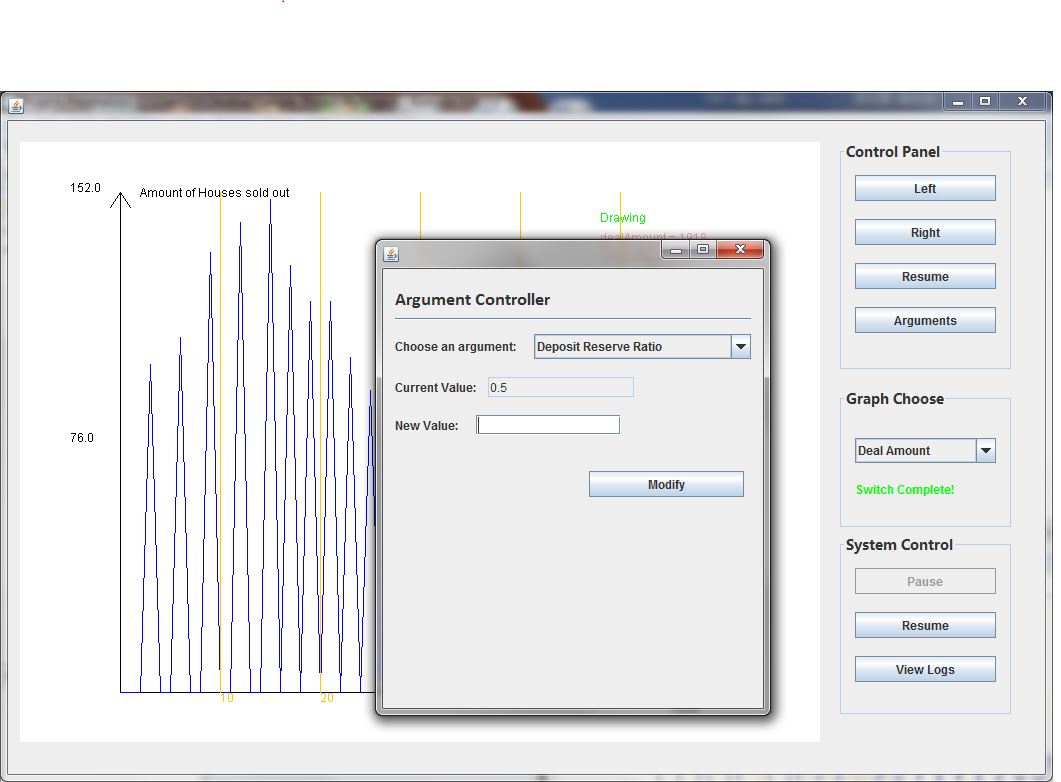 152.0
Amount of Houses sold out
Drawing
dealAmount = 1818
76.0
10
20
Argument Controller
Choose an argument:
Deposit Reserve Ratio
Current Value:
0.5
New Value:
Modify
Control Panel
Left
Right
Resume
Arguments
Graph Choose
Deal Amount
Switch Complete!
System Control
Pause
Resume
View Logs